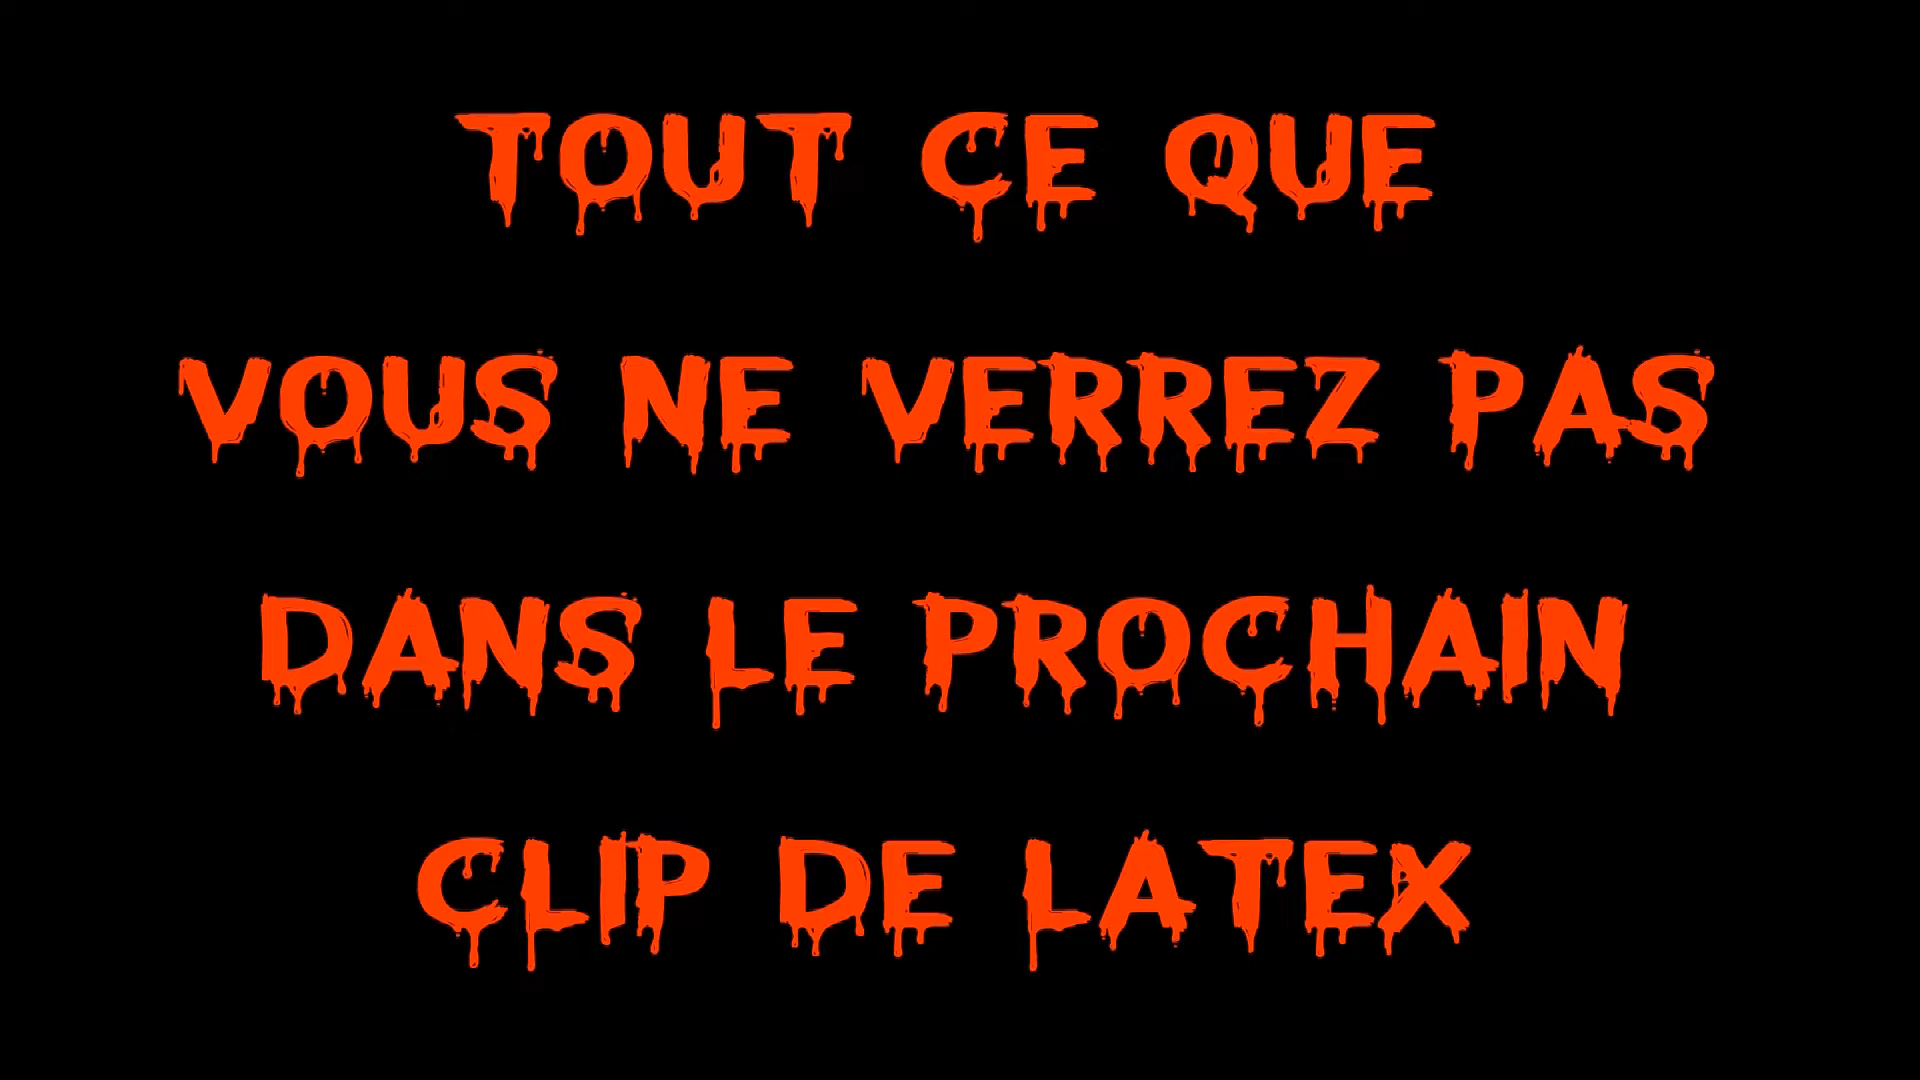 TOUT CE QUE
VOUS NE VERREZ PAS
DANS LE PROCHAIN
CLIP DE LATEX